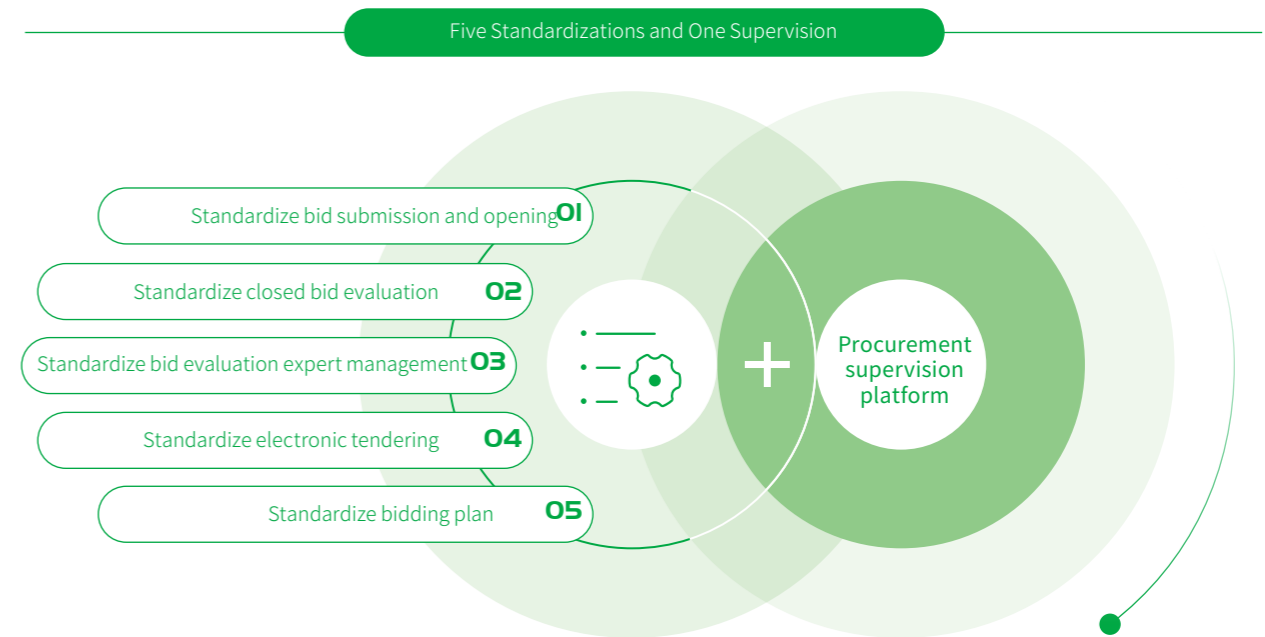 Five Standardizations and One Supervision
Standardize bid submission and opening 01
Standardize closed bid evaluation 02
Standardize bid evaluation expert management 03
Standardize electronic tendering 04
Standardize bidding plan 05
+
Procurement
supervision
platform